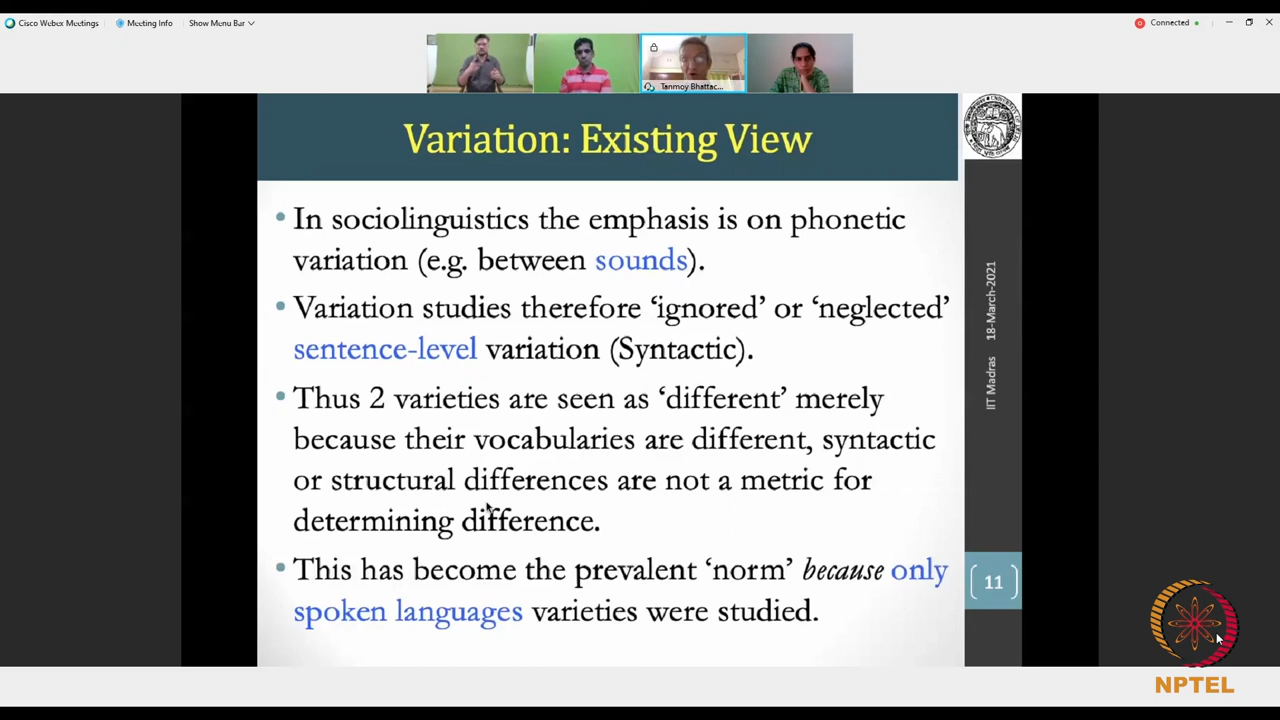 Cisco Webex Meetings
Meeting Info
Show Menu Bar
Connected
Tanmoy Bhattac...
Variation: Existing View
• In sociolinguistics the emphasis is on phonetic
variation (e.g. between sounds).
• Variation studies therefore ‘ignored’ or ‘neglected’
sentence-level variation (Syntactic).
• Thus 2 varieties are seen as ‘different’ merely
because their vocabularies are different, syntactic
or structural differences are not a metric for
determining difference.
• This has become the prevalent ‘norm’ because only
spoken languages varieties were studied.
IIT Madras 18-March-2021
11
NPTEL